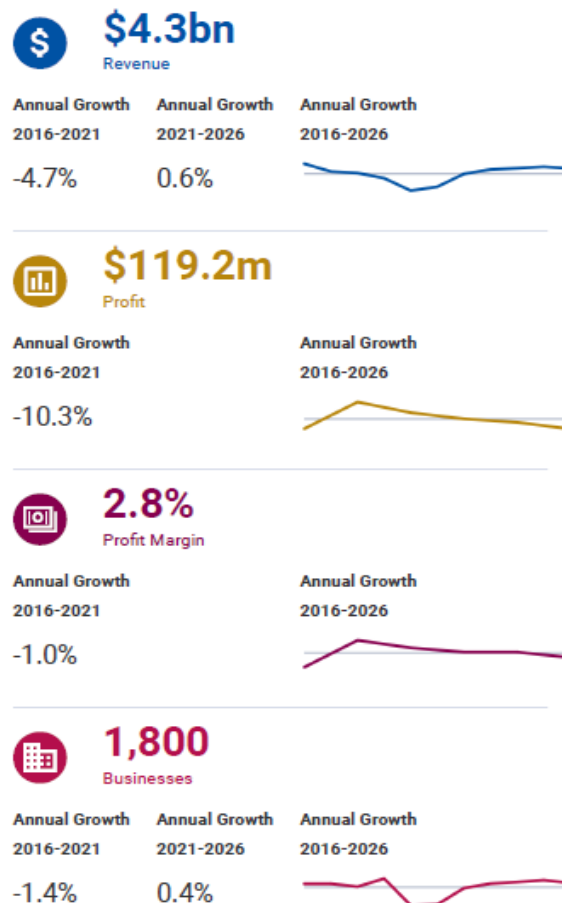 $4.3bn
Revenue
Annual Growth Annual Growth Annual Growth
2016-2021 2021-2026 2016-2026
-4.7% 0.6%
$119.2m
Profit
Annual Growth Annual Growth
2016-2021 2016-2026
-10.3%
2.8%
Profit Margin
Annual Growth Annual Growth
2016-2021 2016-2026
-1.0%
1,800
Businesses
Annual Growth Annual Growth Annual Growth
2016-2021 2021-2026 2016-2026
-1.4% 0.4%